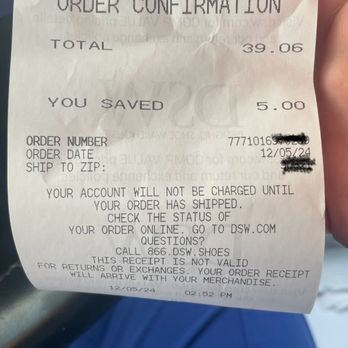 ORDER CONFIRMATION
TOTAL 39.06
YOU SAVED 5.00
ORDER NUMBER
ORDER DATE 12/05/24
SHIP TO ZIP:
YOUR ACCOUNT WILL NOT BE CHARGED UNTIL
YOUR ORDER HAS SHIPPED.
CHECK THE STATUS OF
YOUR ORDER ONLINE. GO TO DSW.COM
QUESTIONS?
CALL 866.DSW.SHOES
THIS RECEIPT IS NOT VALID
FOR RETURNS OR EXCHANGES. YOUR ORDER RECEIPT
WILL ARRIVE WITH YOUR MERCHANDISE.
12/05/24 02:52 PM